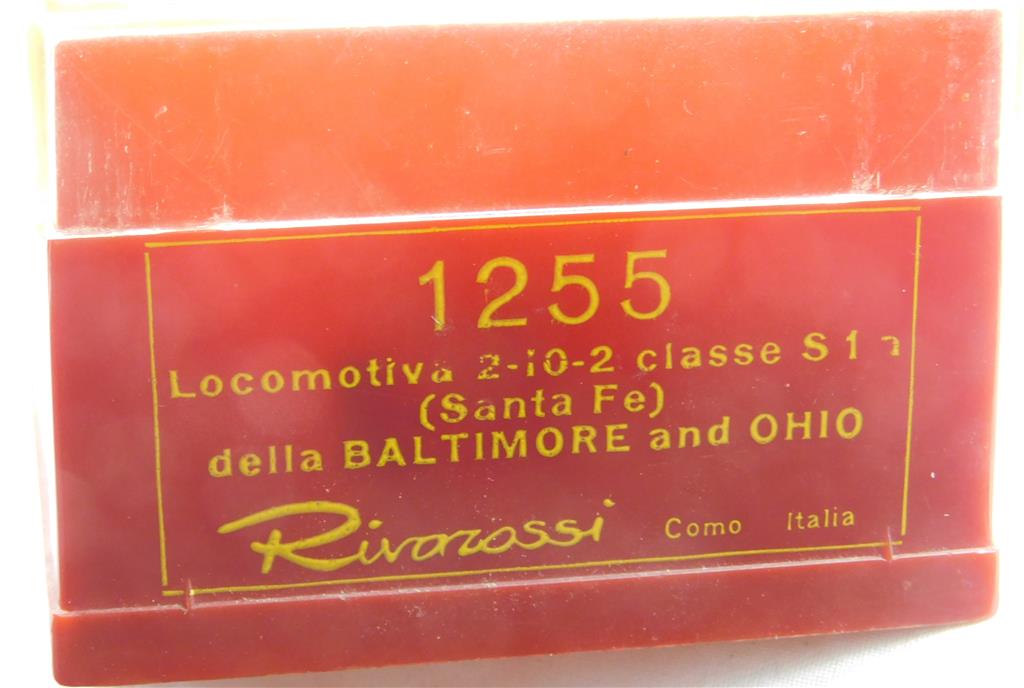 1255
Locomotiva 2-10-2 classe S 1 a
(Santa Fe)
della BALTIMORE and OHIO
Rivarossi Como Italia